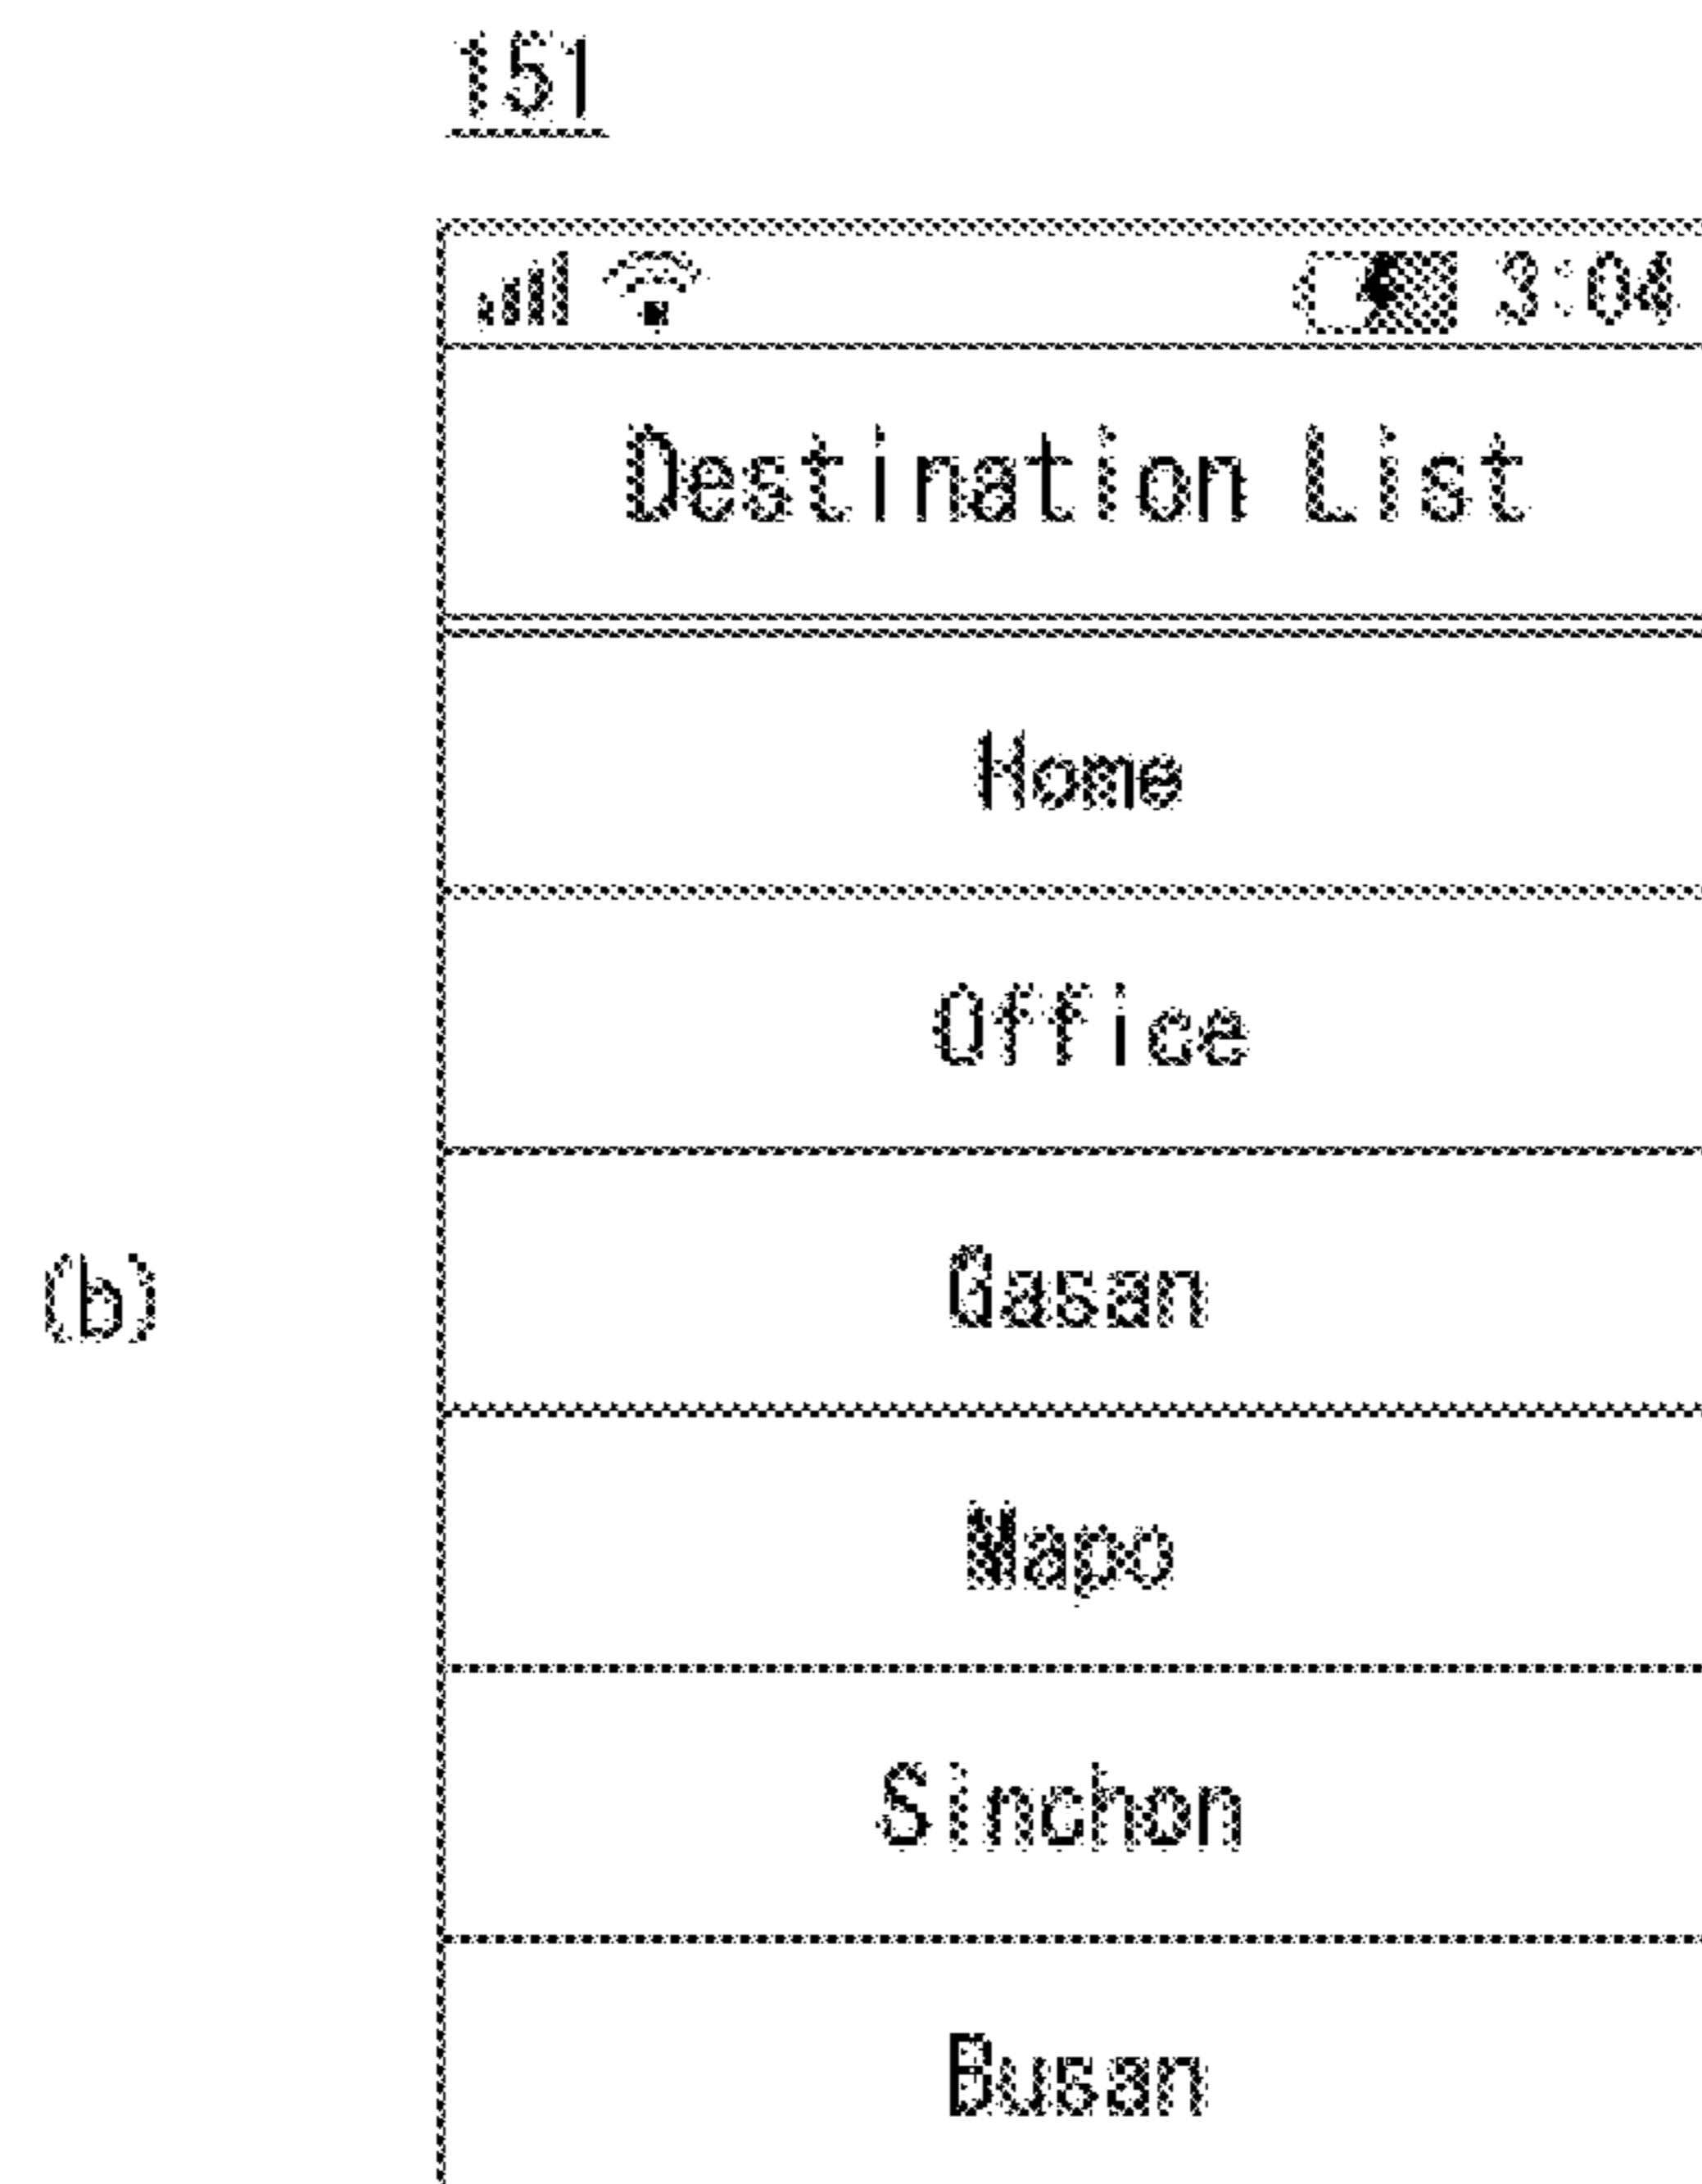 151
3:04
Destination List
Home
Office
(b)
Gasan
Mapo
Sinchon
Busan